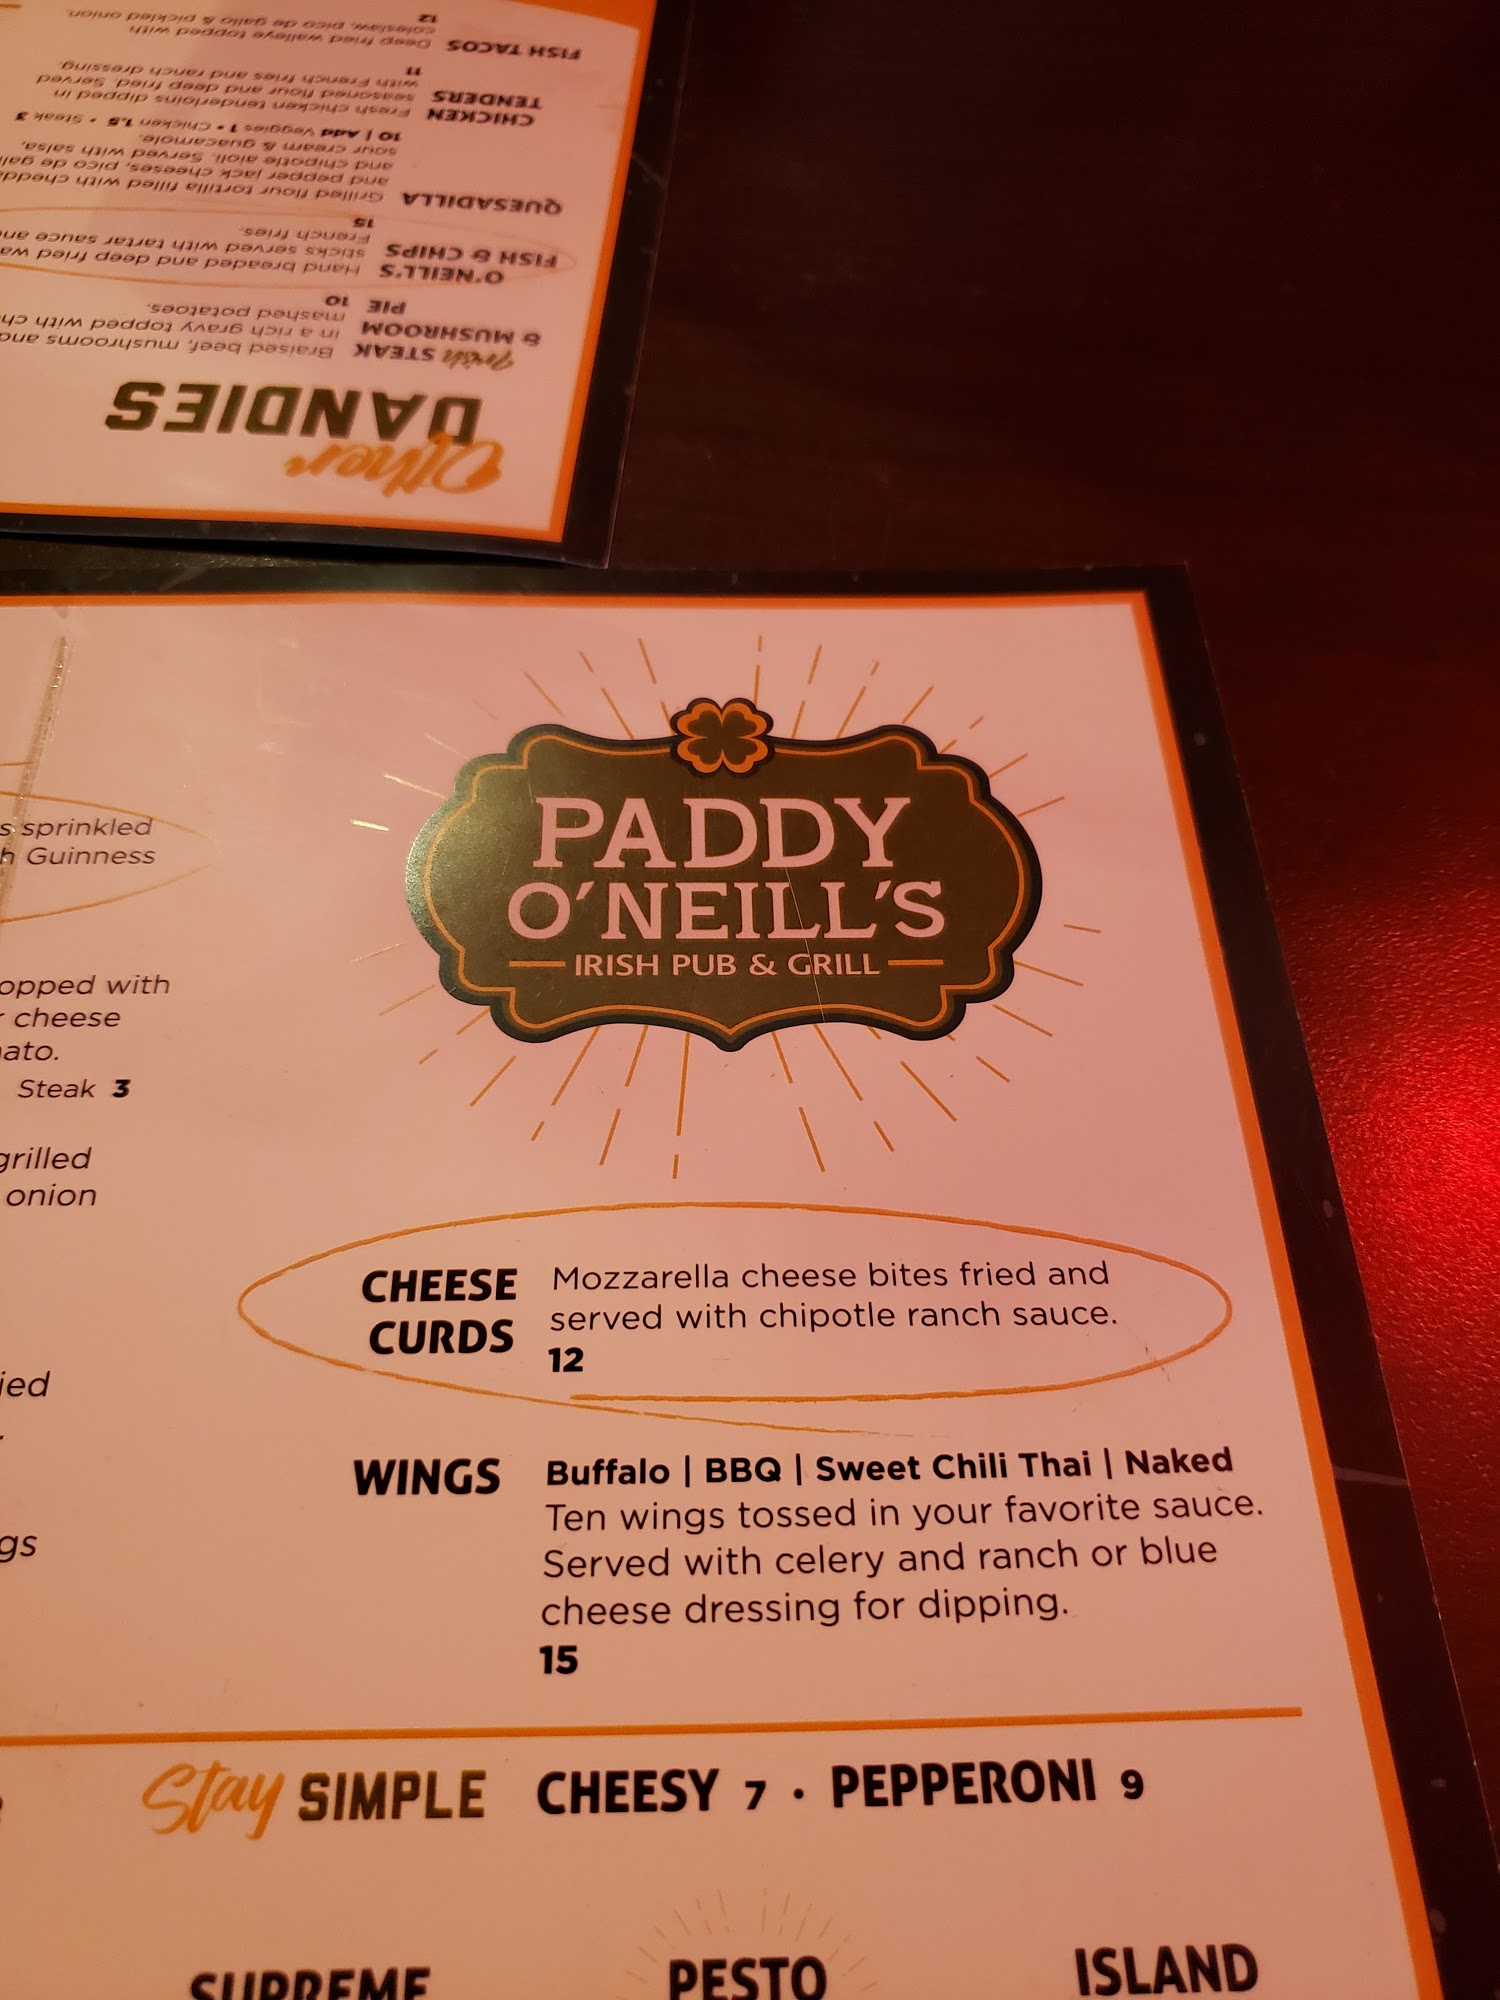 Other
DANDIES
Irish STEAK
& MUSHROOM
PIE
Braised beef, mushrooms and
in a rich gravy topped with
mashed potatoes.
10
O'NEILL'S
FISH & CHIPS
Hand breaded and deep fried
sticks served with tartar sauce and
French fries.
15
QUESADILLA
Grilled flour tortilla filled with
and pepper jack cheeses, pico de
and chipotle aioli. Served with salsa,
sour cream & guacamole.
10 | Add Veggies 1 • Chicken 1.5 • Steak 3
CHICKEN
TENDERS
Fresh chicken tenderloins dipped in
seasoned flour and deep fried. Served
with French fries and ranch dressing.
11
FISH TACOS
Deep fried walleye topped with
coleslaw, pico de gallo & pickled onion.
12
sprinkled
Guinness
with
cheese
Steak 3
grilled
onion
PADDY
O'NEILL'S
IRISH PUB & GRILL
CHEESE
CURDS
Mozzarella cheese bites fried and
served with chipotle ranch sauce.
12
WINGS
Buffalo | BBQ | Sweet Chili Thai | Naked
Ten wings tossed in your favorite sauce.
Served with celery and ranch or blue
cheese dressing for dipping.
15
Stay SIMPLE CHEESY 7 • PEPPERONI 9
SUPREME PESTO ISLAND